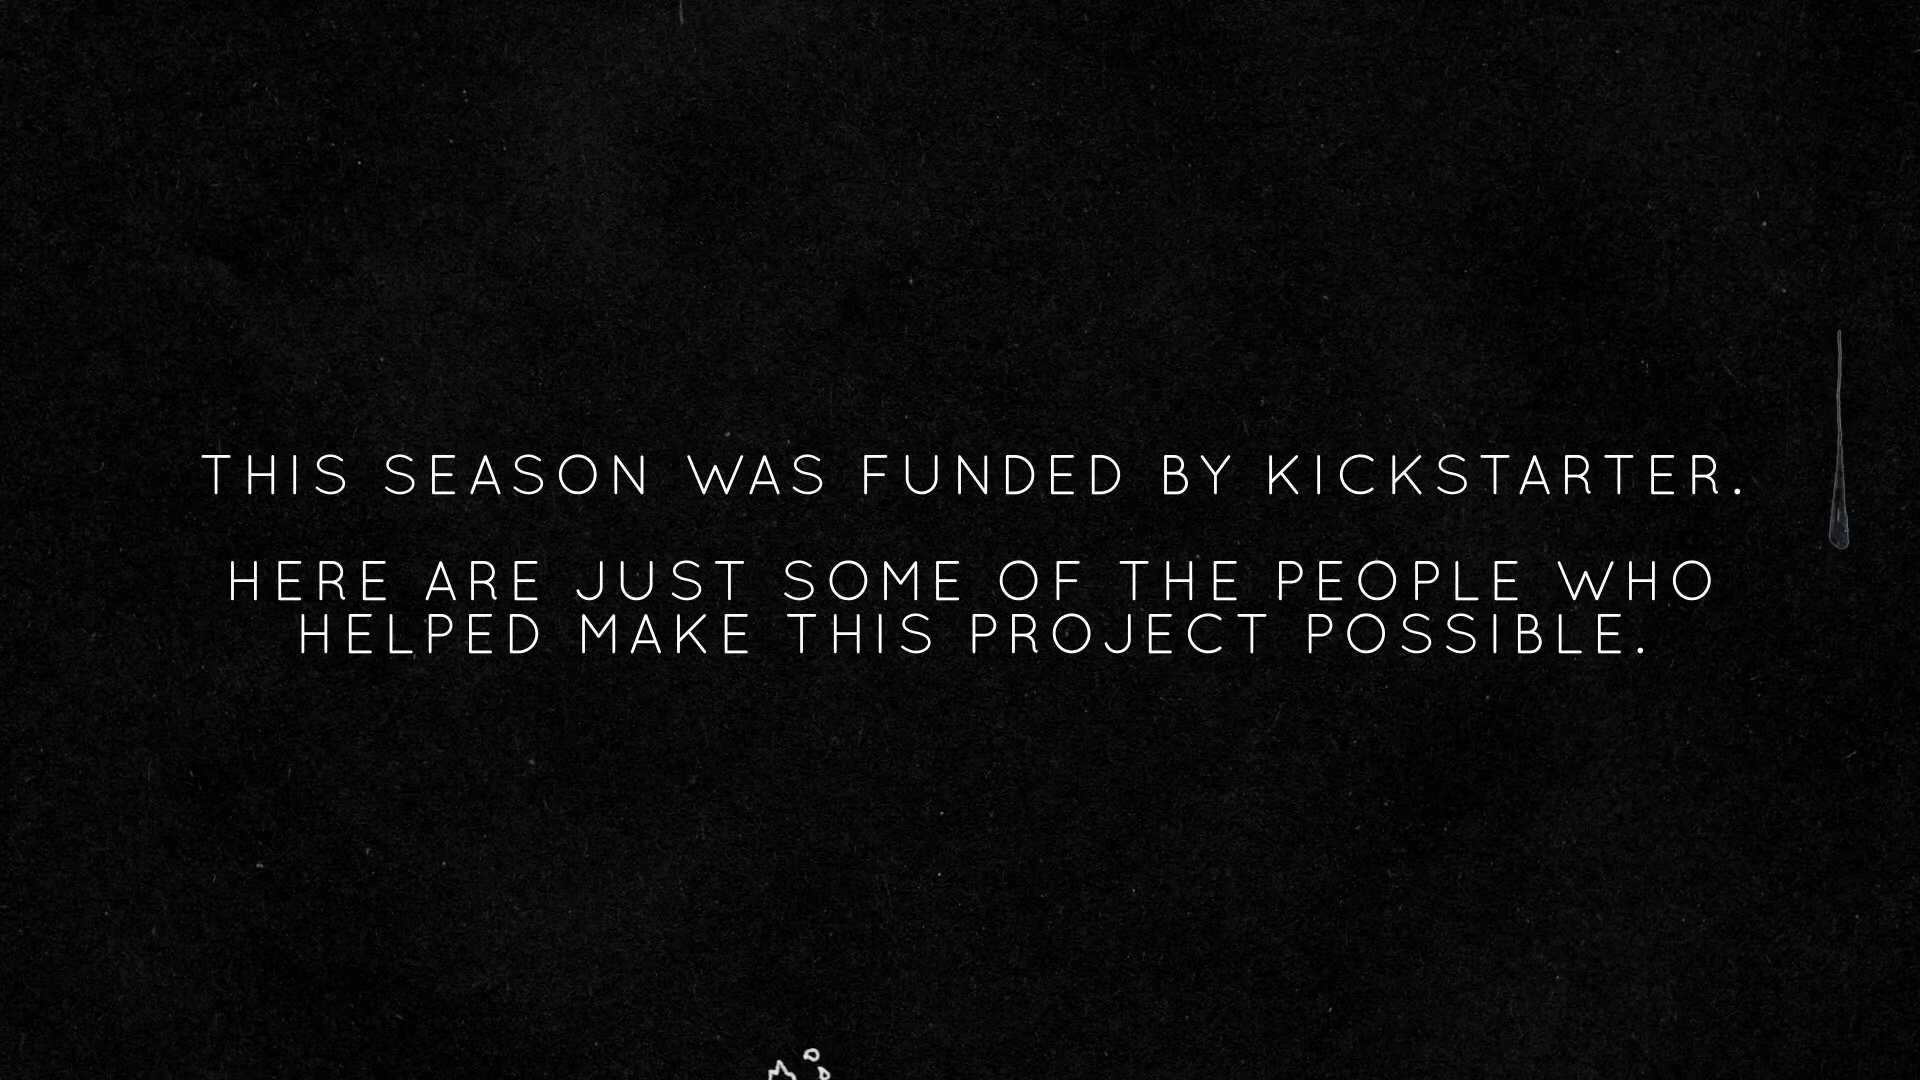 THIS SEASON WAS FUNDED BY KICKSTARTER.
HERE ARE JUST SOME OF THE PEOPLE WHO
HELPED MAKE THIS PROJECT POSSIBLE.